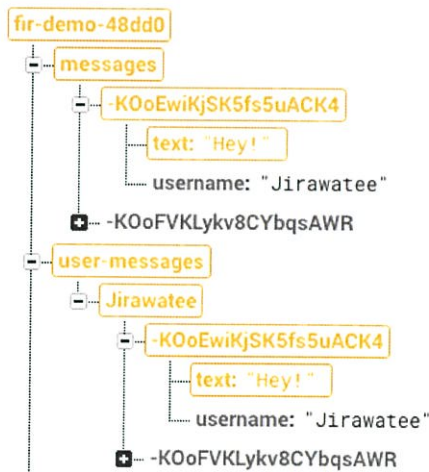 fir-demo-48dd0
messages
-KOoEwiKjSK5fs5uACK4
text: "Hey!"
username: "Jirawatee"
-KOoFVKLykv8CYbqsAWR
user-messages
Jirawatee
-KOoEwiKjSK5fs5uACK4
text: "Hey!"
username: "Jirawatee"
-KOoFVKLykv8CYbqsAWR